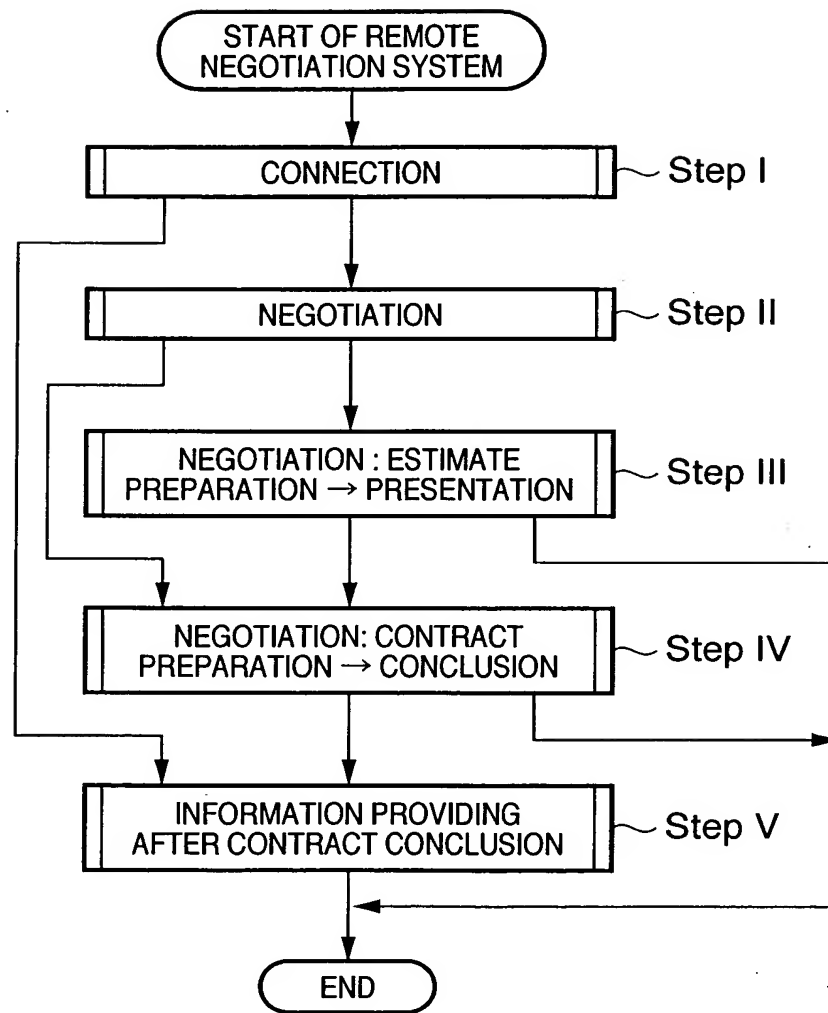 START OF REMOTE
NEGOTIATION SYSTEM
CONNECTION
Step I
NEGOTIATION
Step II
NEGOTIATION : ESTIMATE
PREPARATION → PRESENTATION
Step III
NEGOTIATION: CONTRACT
PREPARATION → CONCLUSION
Step IV
INFORMATION PROVIDING
AFTER CONTRACT CONCLUSION
Step V
END